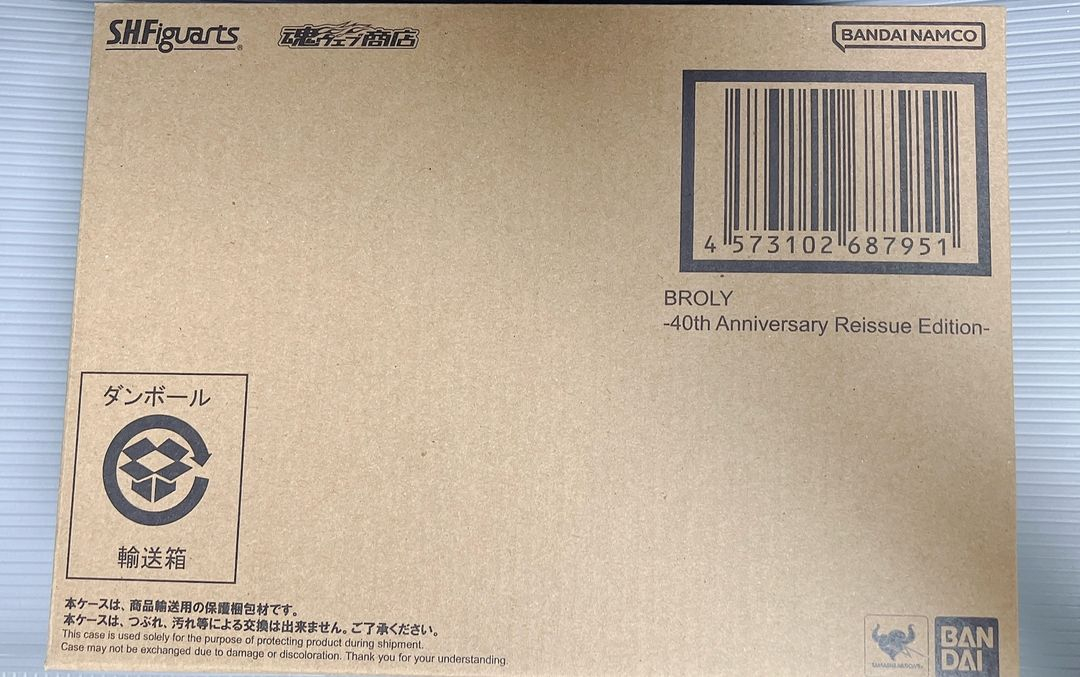 S.H.Figuarts
魂ウェブ商店
BANDAI NAMCO
4 573102 687951
BROLY
-40th Anniversary Reissue Edition-
ダンボール
輸送箱
本ケースは、商品輸送用の保護梱包材です。
本ケースは、つぶれ、汚れ等による交換は出来ません。ご了承ください。
This case is used solely for the purpose of protecting product during shipment.
Case may not be exchanged due to damage or discoloration. Thank you for your understanding.
TAMASHII NATIONS
BAN
DAI